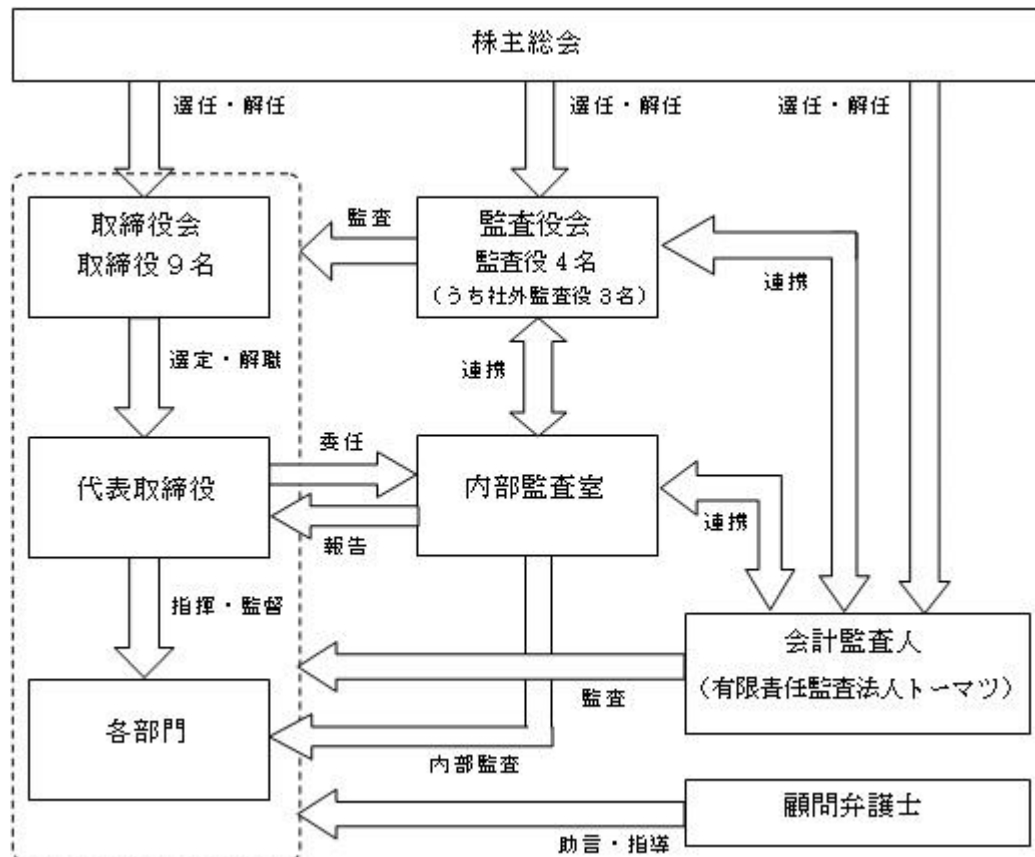 株主総会
選任・解任
選任・解任
選任・解任
取締役会
取締役９名
監査
監査役会
監査役４名
（うち社外監査役３名）
連携
選定・解職
連携
代表取締役
委任
報告
内部監査室
連携
指揮・監督
会計監査人
（有限責任監査法人トーマツ）
監査
各部門
内部監査
顧問弁護士
助言・指導